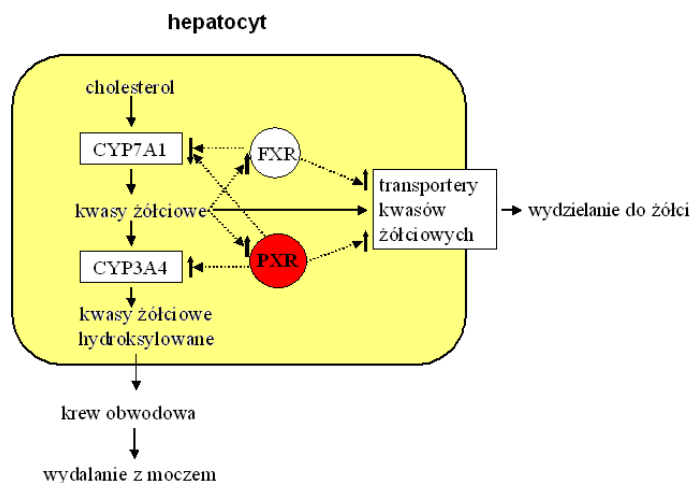 hepatocyt
cholesterol
CYP7A1
FXR
transportery
kwasy żółciowe
kwasów
wydzielanie do żółci
żółciowych
PXR
CYP3A4
kwasy żółciowe
hydroksylowane
krew obwodowa
wydalanie z moczem